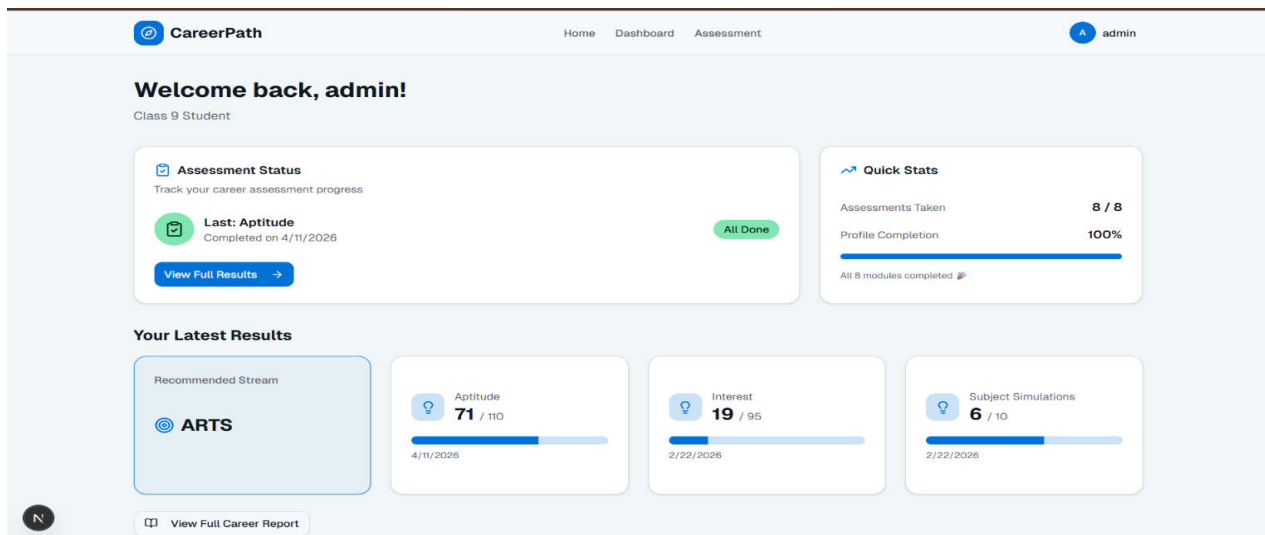 CareerPath
Home Dashboard Assessment
A admin
Welcome back, admin!
Class 9 Student
Assessment Status
Track your career assessment progress
Last: Aptitude
Completed on 4/11/2026
All Done
View Full Results →
Quick Stats
Assessments Taken 8 / 8
Profile Completion 100%
All 8 modules completed 🎉
Your Latest Results
Recommended Stream
ARTS
Aptitude
71 / 110
4/11/2026
Interest
19 / 95
2/22/2026
Subject Simulations
6 / 10
2/22/2026
N
View Full Career Report